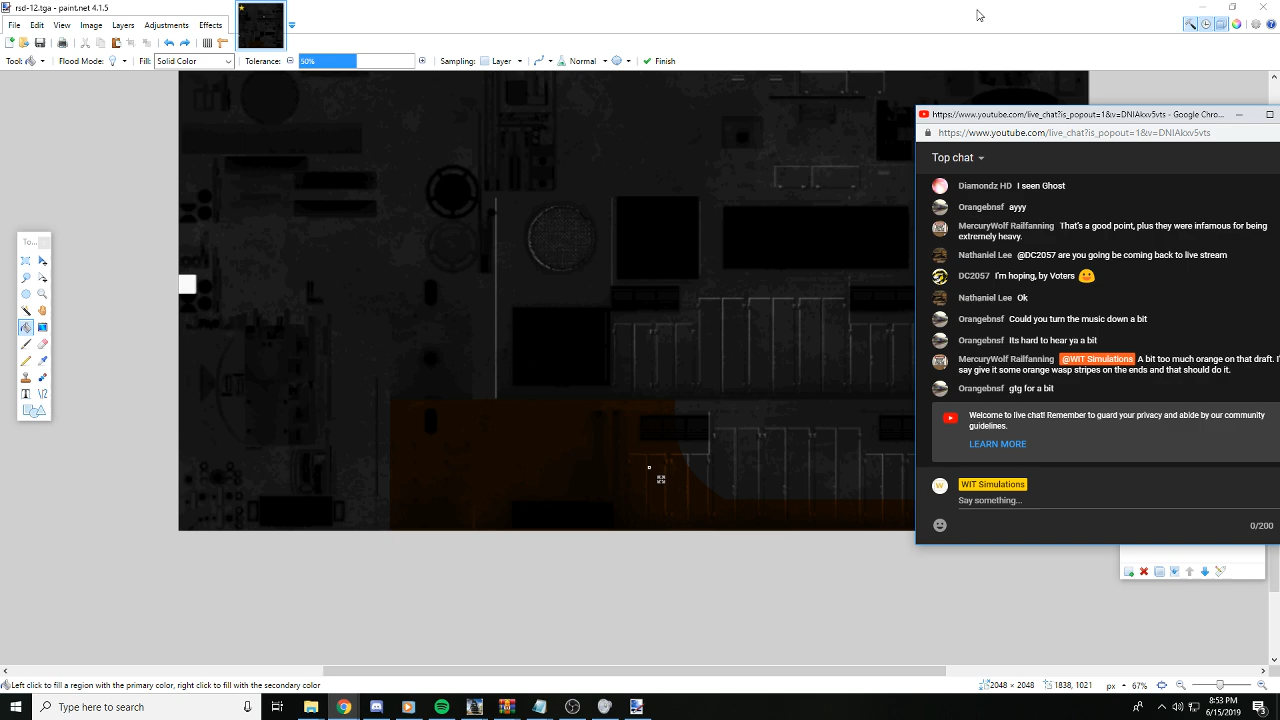 -12.tga - paint.net 4.1.5
File Edit View Image Layers Adjustments Effects
Tool: Flood Mode: Fill: Solid Color Tolerance: 50% Sampling: Layer Normal Finish
To...
https://www.youtube.com/live_chat?is_popout=1&v=DNIAkxv5vts - Google Chro...
https://www.youtube.com/live_chat?is_popout=1&v=DNIAkxv5vts
Top chat
Diamondz HD I seen Ghost
Orangebnsf ayyy
MercuryWolf Railfanning That's a good point, plus they were infamous for being
extremely heavy.
Nathaniel Lee @DC2057 are you going be coming back to live stream
DC2057 I'm hoping, by Voters
Nathaniel Lee Ok
Orangebnsf Could you turn the music down a bit
Orangebnsf Its hard to hear ya a bit
MercuryWolf Railfanning @WIT Simulations A bit too much orange on that draft. I'
say give it some orange wasp stripes on the ends and that should do it.
Orangebnsf gtg for a bit
Welcome to live chat! Remember to guard your privacy and abide by our community
guidelines.
LEARN MORE
W WIT Simulations
Say something...
0/200
Left click to fill a region with the primary color, right click to fill with the secondary color 2048 × 2048 1838, 1021 px 67%
Type here to search
8:53 PM
6/15/2019